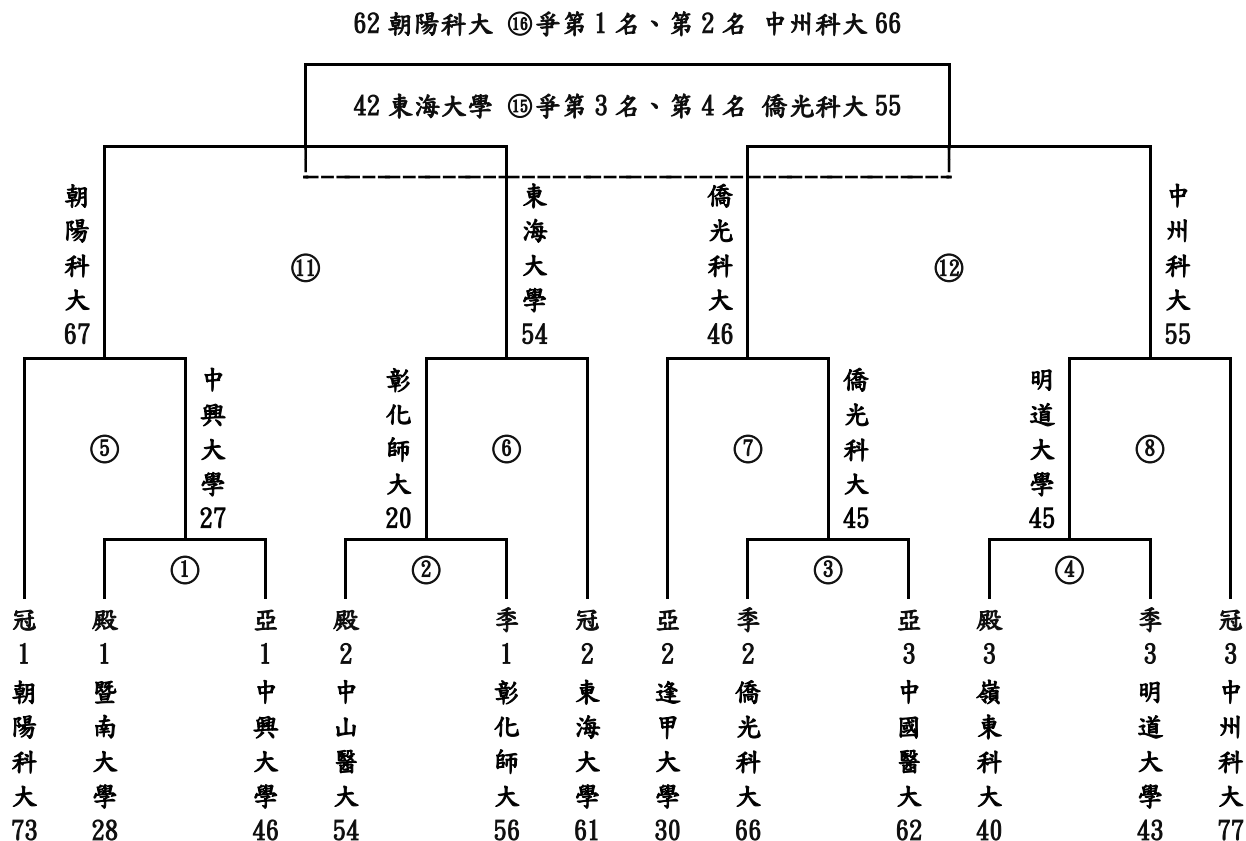 62 朝陽科大 ⑯爭第 1 名、第 2 名 中州科大 66
42 東海大學 ⑮爭第 3 名、第 4 名 僑光科大 55
朝陽科大 67
⑪
東海大學 54
僑光科大 46
⑫
中州科大 55
⑤
中興大學 27
彰化師大 20
⑥
⑦
僑光科大 45
明道大學 45
⑧
①
②
③
④
冠 1 朝陽科大 73
殿 1 暨南大學 28
亞 1 中興大學 46
殿 2 中山醫大 54
季 1 彰化師大 56
冠 2 東海大學 61
亞 2 逢甲大學 30
季 2 僑光科大 66
亞 3 中國醫大 62
殿 3 嶺東科大 40
季 3 明道大學 43
冠 3 中州科大 77